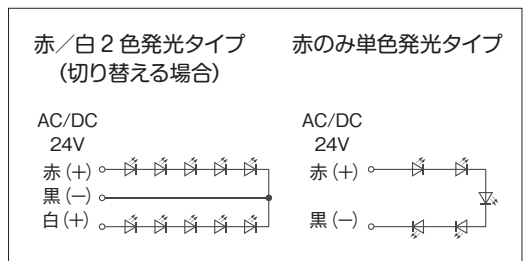 赤／白2色発光タイプ
（切り替える場合）
AC/DC
24V
赤（+）
黒（−）
白（+）
赤のみ単色発光タイプ
AC/DC
24V
赤（+）
黒（−）